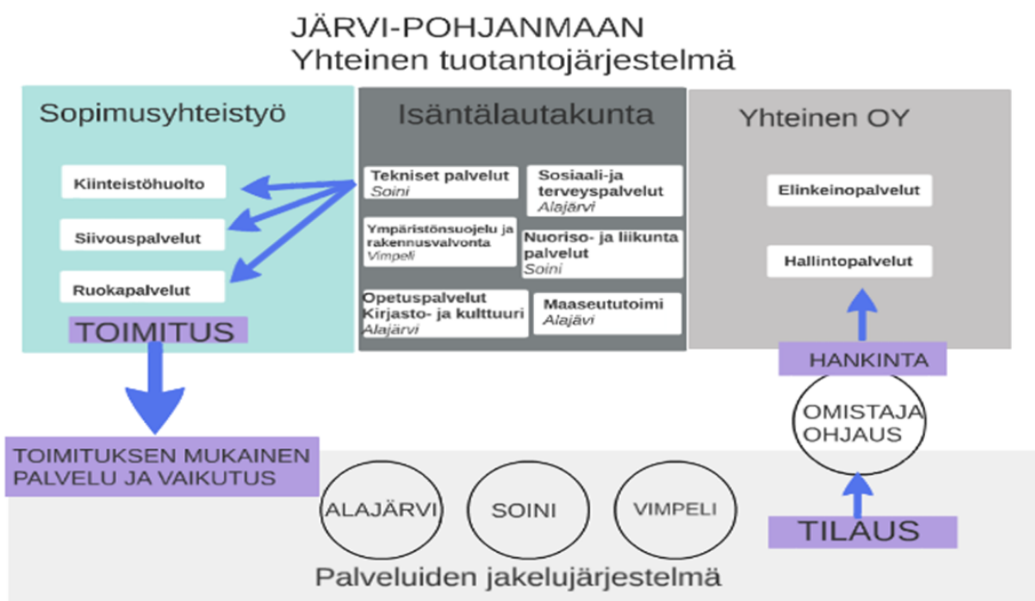 JÄRVI-POHJANMAAN
Yhteinen tuotantojärjestelmä
Sopimusyhteistyö
Kiinteistöhuolto
Siivouspalvelut
Ruokapalvelut
TOIMITUS
Isäntälautakunta
Tekniset palvelut
Soini
Sosiaali-ja
terveyspalvelut
Alajärvi
Ympäristönsuojelu ja
rakennusvalvonta
Vimpeli
Nuoriso- ja liikunta
palvelut
Soini
Opetuspalvelut
Kirjasto- ja kulttuuri
Alajärvi
Maaseututoimi
Alajävi
Yhteinen OY
Elinkeinopalvelut
Hallintopalvelut
HANKINTA
OMISTAJA
OHJAUS
TILAUS
TOIMITUKSEN MUKAINEN
PALVELU JA VAIKUTUS
ALAJÄRVI
SOINI
VIMPELI
Palveluiden jakelujärjestelmä